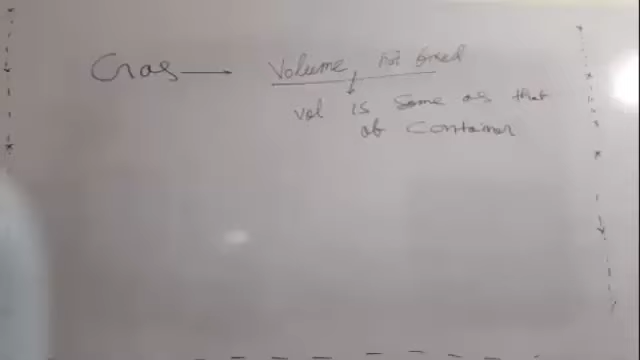 Gas → Volume, not fixed
↓
vol is same as that
of container